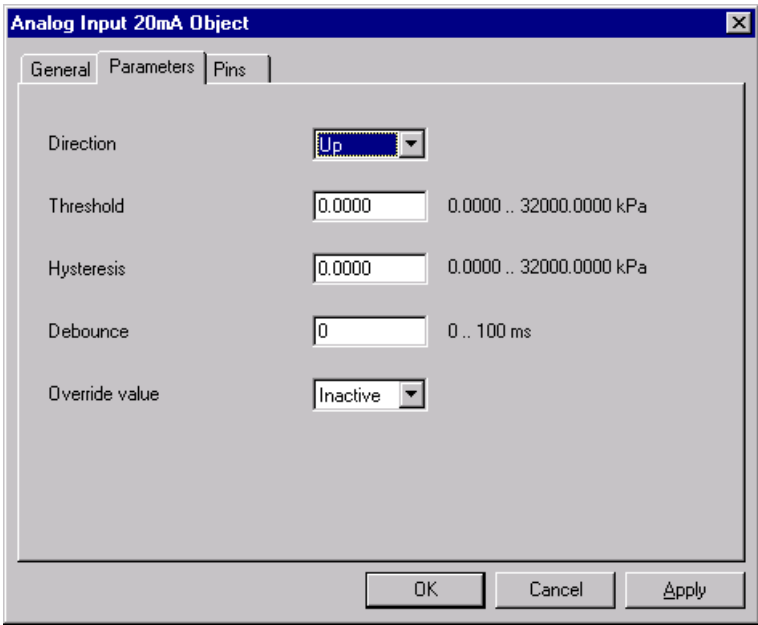 Analog Input 20mA Object
General Parameters Pins
Direction Up
Threshold 0.0000 0.0000 .. 32000.0000 kPa
Hysteresis 0.0000 0.0000 .. 32000.0000 kPa
Debounce 0 0 .. 100 ms
Override value Inactive
OK Cancel Apply